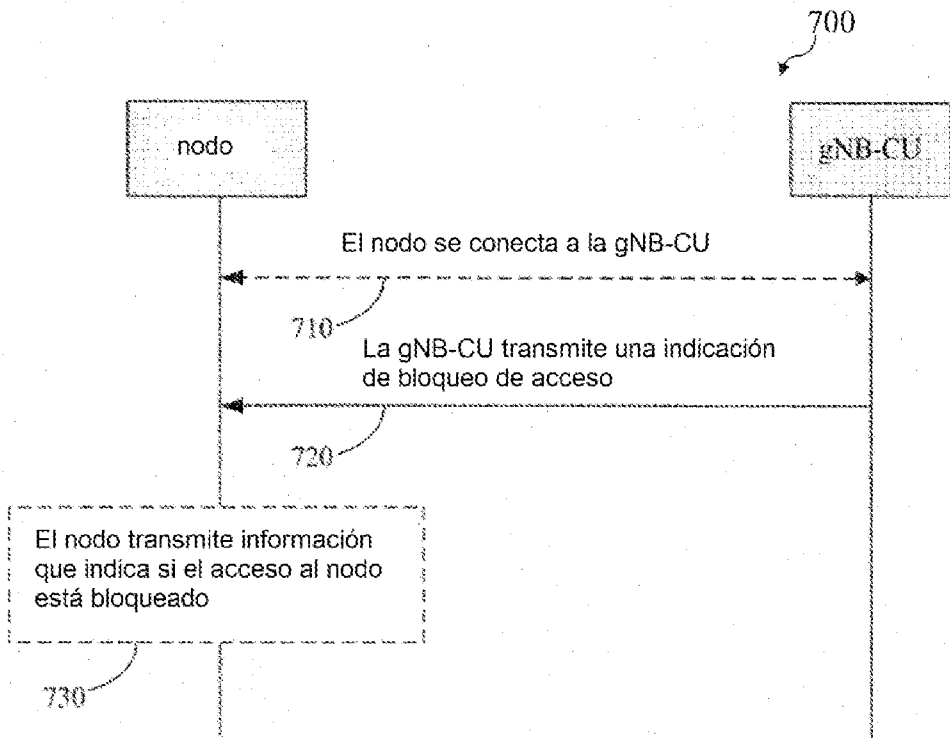 700
nodo
gNB-CU
El nodo se conecta a la gNB-CU
710
La gNB-CU transmite una indicación
de bloqueo de acceso
720
El nodo transmite información
que indica si el acceso al nodo
está bloqueado
730